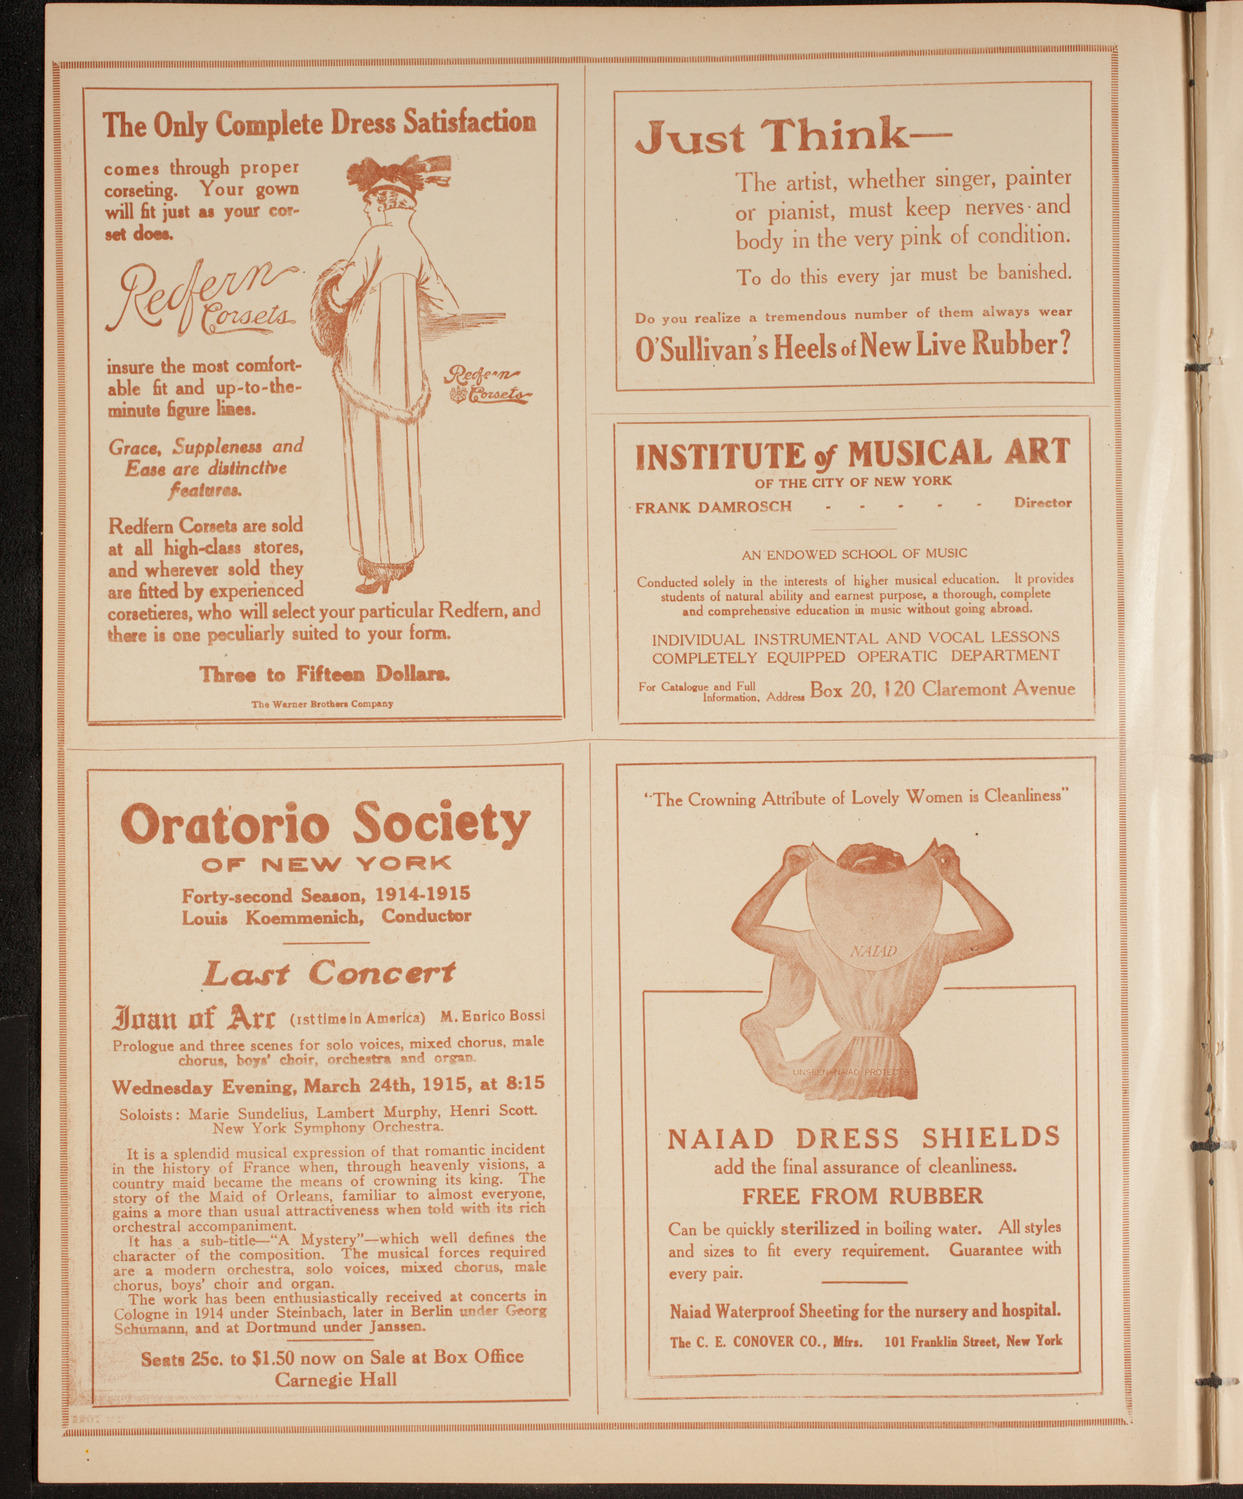 The Only Complete Dress Satisfaction
comes through proper
corseting. Your gown
will fit just as your cor-
set does.
Redfern
Corsets
insure the most comfort-
able fit and up-to-the-
minute figure lines.
Grace, Suppleness and
Ease are distinctive
features.
Redfern
Corsets
Redfern Corsets are sold
at all high-class stores,
and wherever sold they
are fitted by experienced
corsetieres, who will select your particular Redfern, and
there is one peculiarly suited to your form.
Three to Fifteen Dollars.
The Warner Brothers Company
Just Think—
The artist, whether singer, painter
or pianist, must keep nerves and
body in the very pink of condition.
To do this every jar must be banished.
Do you realize a tremendous number of them always wear
O'Sullivan's Heels of New Live Rubber?
INSTITUTE of MUSICAL ART
OF THE CITY OF NEW YORK
FRANK DAMROSCH - - - - - Director
AN ENDOWED SCHOOL OF MUSIC
Conducted solely in the interests of higher musical education. It provides
students of natural ability and earnest purpose, a thorough, complete
and comprehensive education in music without going abroad.
INDIVIDUAL INSTRUMENTAL AND VOCAL LESSONS
COMPLETELY EQUIPPED OPERATIC DEPARTMENT
For Catalogue and Full
Information, Address Box 20, 120 Claremont Avenue
Oratorio Society
OF NEW YORK
Forty-second Season, 1914-1915
Louis Koemmenich, Conductor
Last Concert
Joan of Arc (1st time in America) M. Enrico Bossi
Prologue and three scenes for solo voices, mixed chorus, male
chorus, boys' choir, orchestra and organ.
Wednesday Evening, March 24th, 1915, at 8:15
Soloists: Marie Sundelius, Lambert Murphy, Henri Scott.
New York Symphony Orchestra.
It is a splendid musical expression of that romantic incident
in the history of France when, through heavenly visions, a
country maid became the means of crowning its king. The
story of the Maid of Orleans, familiar to almost everyone,
gains a more than usual attractiveness when told with its rich
orchestral accompaniment.
It has a sub-title—"A Mystery"—which well defines the
character of the composition. The musical forces required
are a modern orchestra, solo voices, mixed chorus, male
chorus, boys' choir and organ.
The work has been enthusiastically received at concerts in
Cologne in 1914 under Steinbach, later in Berlin under Georg
Schumann, and at Dortmund under Janssen.
Seats 25c. to $1.50 now on Sale at Box Office
Carnegie Hall
"The Crowning Attribute of Lovely Women is Cleanliness"
NAIAD
UNSEEN NAIAD PROTECTS
NAIAD DRESS SHIELDS
add the final assurance of cleanliness.
FREE FROM RUBBER
Can be quickly sterilized in boiling water. All styles
and sizes to fit every requirement. Guarantee with
every pair.
Naiad Waterproof Sheeting for the nursery and hospital.
The C. E. CONOVER CO., Mfrs. 101 Franklin Street, New York